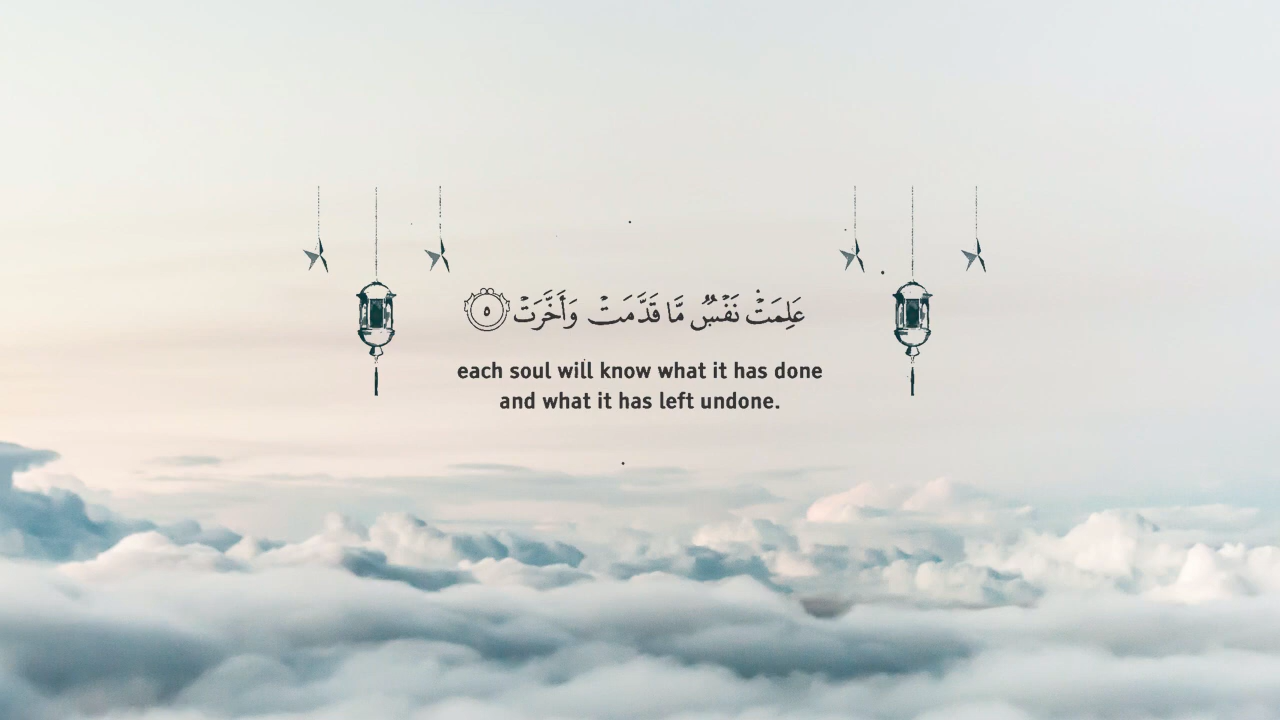 عَلِمَتْ نَفْسٌ مَّا قَدَّمَتْ وَأَخَّرَتْ ٥
each soul will know what it has done
and what it has left undone.